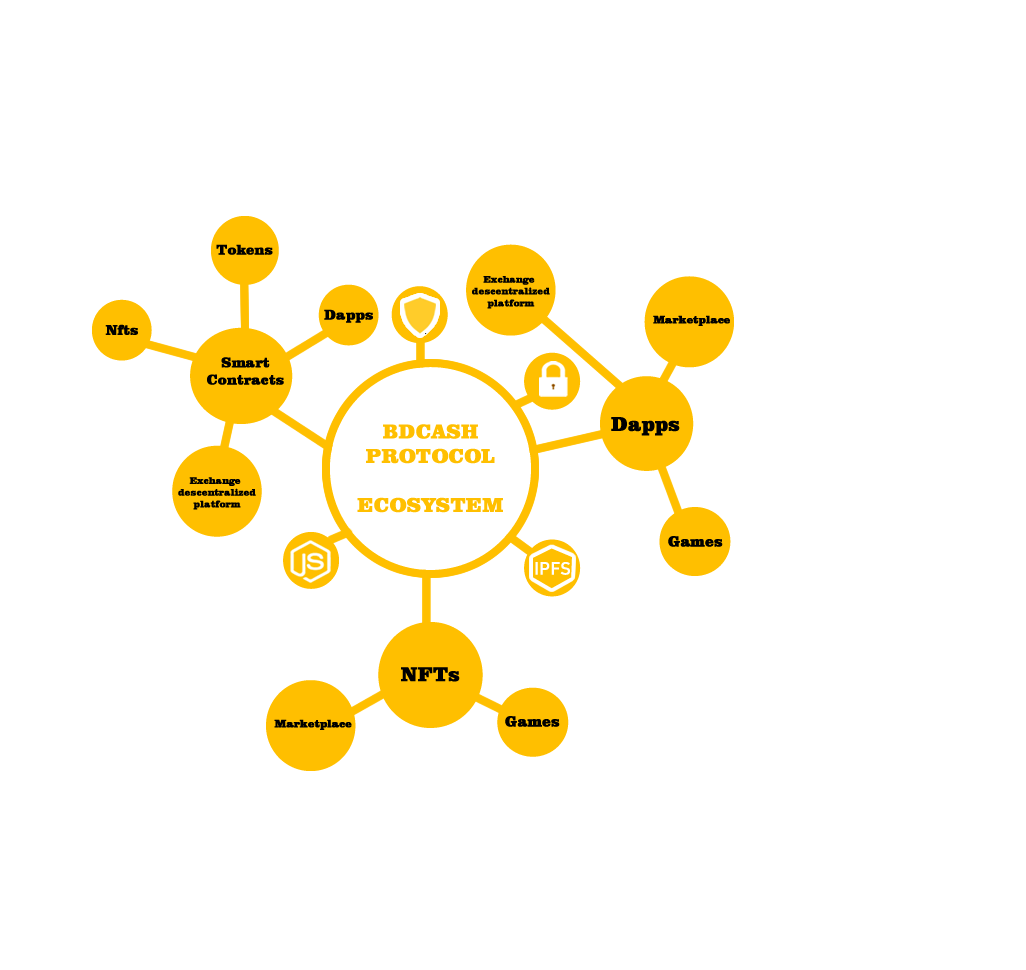 Tokens
Nfts
Dapps
Smart
Contracts
Exchange
descentralized
platform
Exchange
descentralized
platform
Marketplace
Dapps
Games
BDCASH
PROTOCOL
ECOSYSTEM
JS
IPFS
NFTs
Marketplace
Games